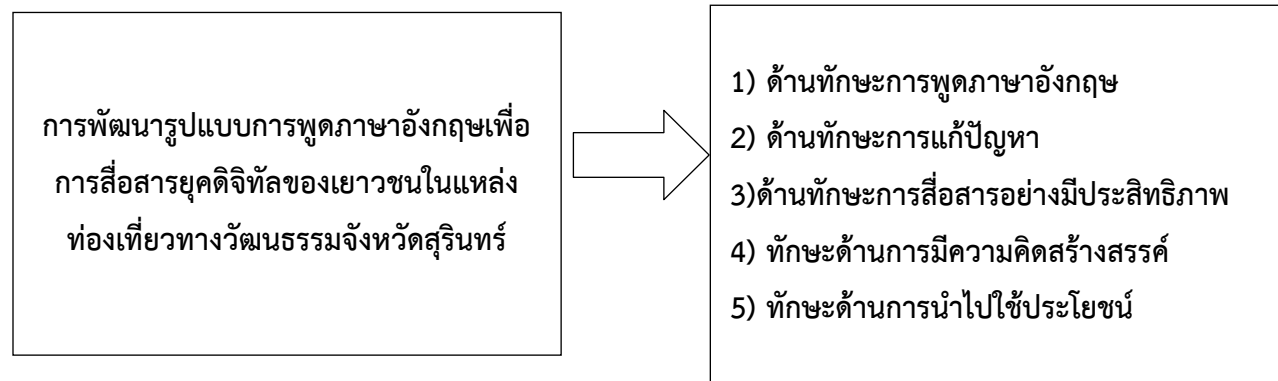 การพัฒนารูปแบบการพูดภาษาอังกฤษเพื่อ
การสื่อสารยุคดิจิทัลของเยาวชนในแหล่ง
ท่องเที่ยวทางวัฒนธรรมจังหวัดสุรินทร์
1) ด้านทักษะการพูดภาษาอังกฤษ
2) ด้านทักษะการแก้ปัญหา
3)ด้านทักษะการสื่อสารอย่างมีประสิทธิภาพ
4) ทักษะด้านการมีความคิดสร้างสรรค์
5) ทักษะด้านการนำไปใช้ประโยชน์